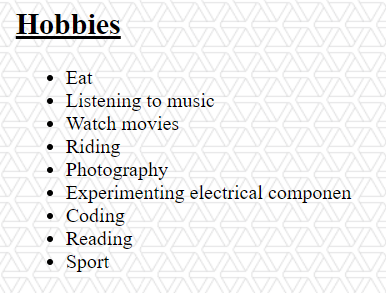 Hobbies
• Eat
• Listening to music
• Watch movies
• Riding
• Photography
• Experimenting electrical componen
• Coding
• Reading
• Sport